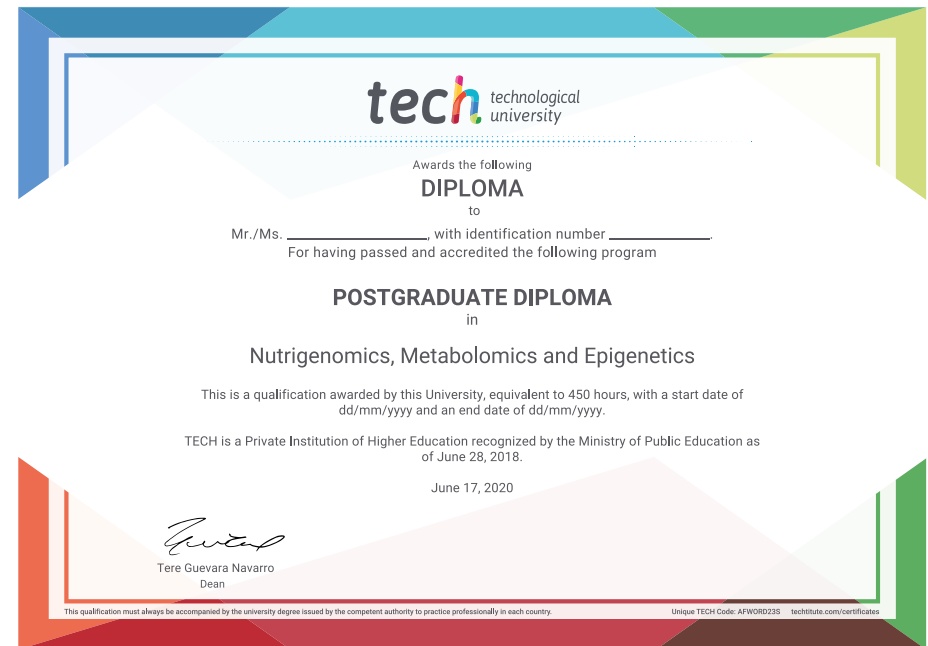 tech technological
university
Awards the following
DIPLOMA
to
Mr./Ms. ____________________, with identification number ______________.
For having passed and accredited the following program
POSTGRADUATE DIPLOMA
in
Nutrigenomics, Metabolomics and Epigenetics
This is a qualification awarded by this University, equivalent to 450 hours, with a start date of
dd/mm/yyyy and an end date of dd/mm/yyyy.
TECH is a Private Institution of Higher Education recognized by the Ministry of Public Education as
of June 28, 2018.
June 17, 2020
Tere Guevara Navarro
Dean
This qualification must always be accompanied by the university degree issued by the competent authority to practice professionally in each country. Unique TECH Code: AFWORD23S techtitute.com/certificates